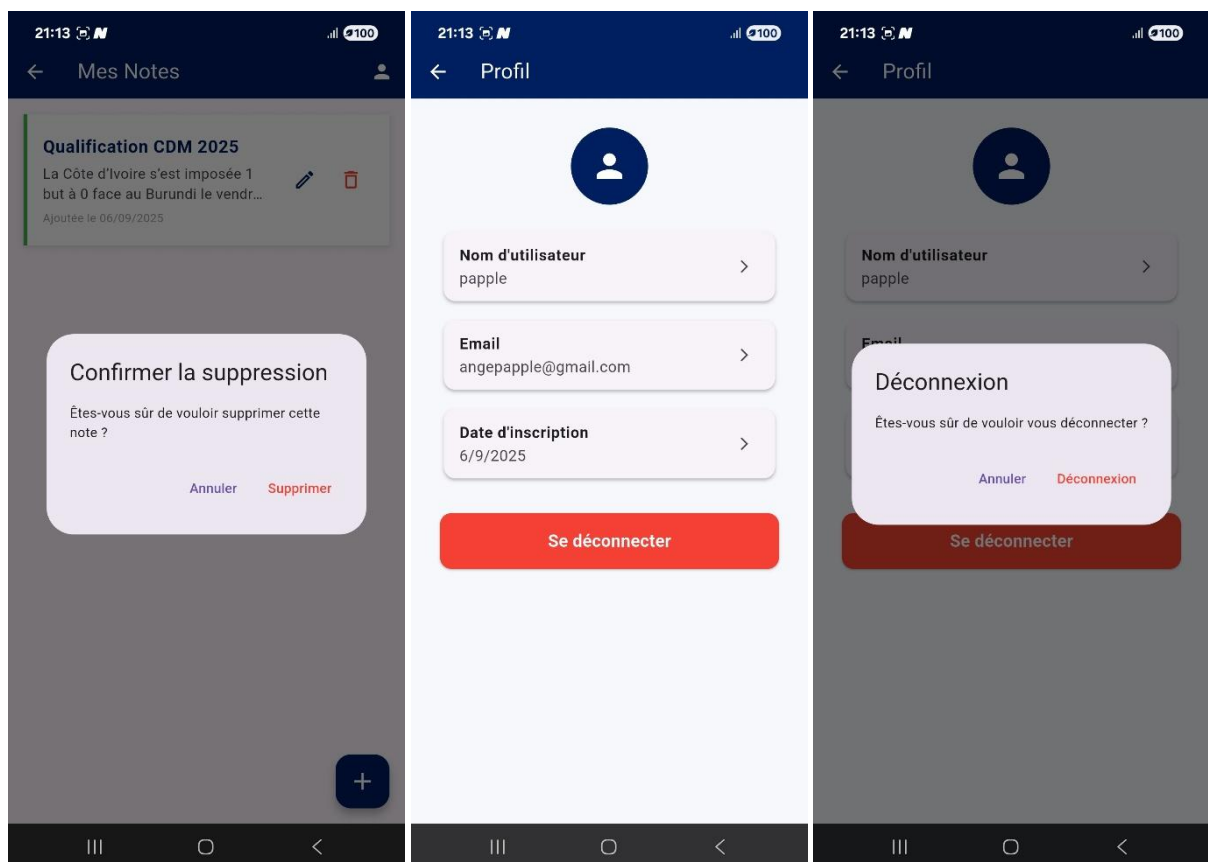 21:13 N 100
Mes Notes
Qualification CDM 2025
La Côte d'Ivoire s'est imposée 1
but à 0 face au Burundi le vendr...
Ajoutée le 06/09/2025
Confirmer la suppression
Êtes-vous sûr de vouloir supprimer cette
note ?
Annuler Supprimer
+
21:13 N 100
Profil
Nom d'utilisateur
papple
Email
angepapple@gmail.com
Date d'inscription
6/9/2025
Se déconnecter
21:13 N 100
Profil
Nom d'utilisateur
papple
Email
Déconnexion
Êtes-vous sûr de vouloir vous déconnecter ?
Annuler Déconnexion
Se déconnecter